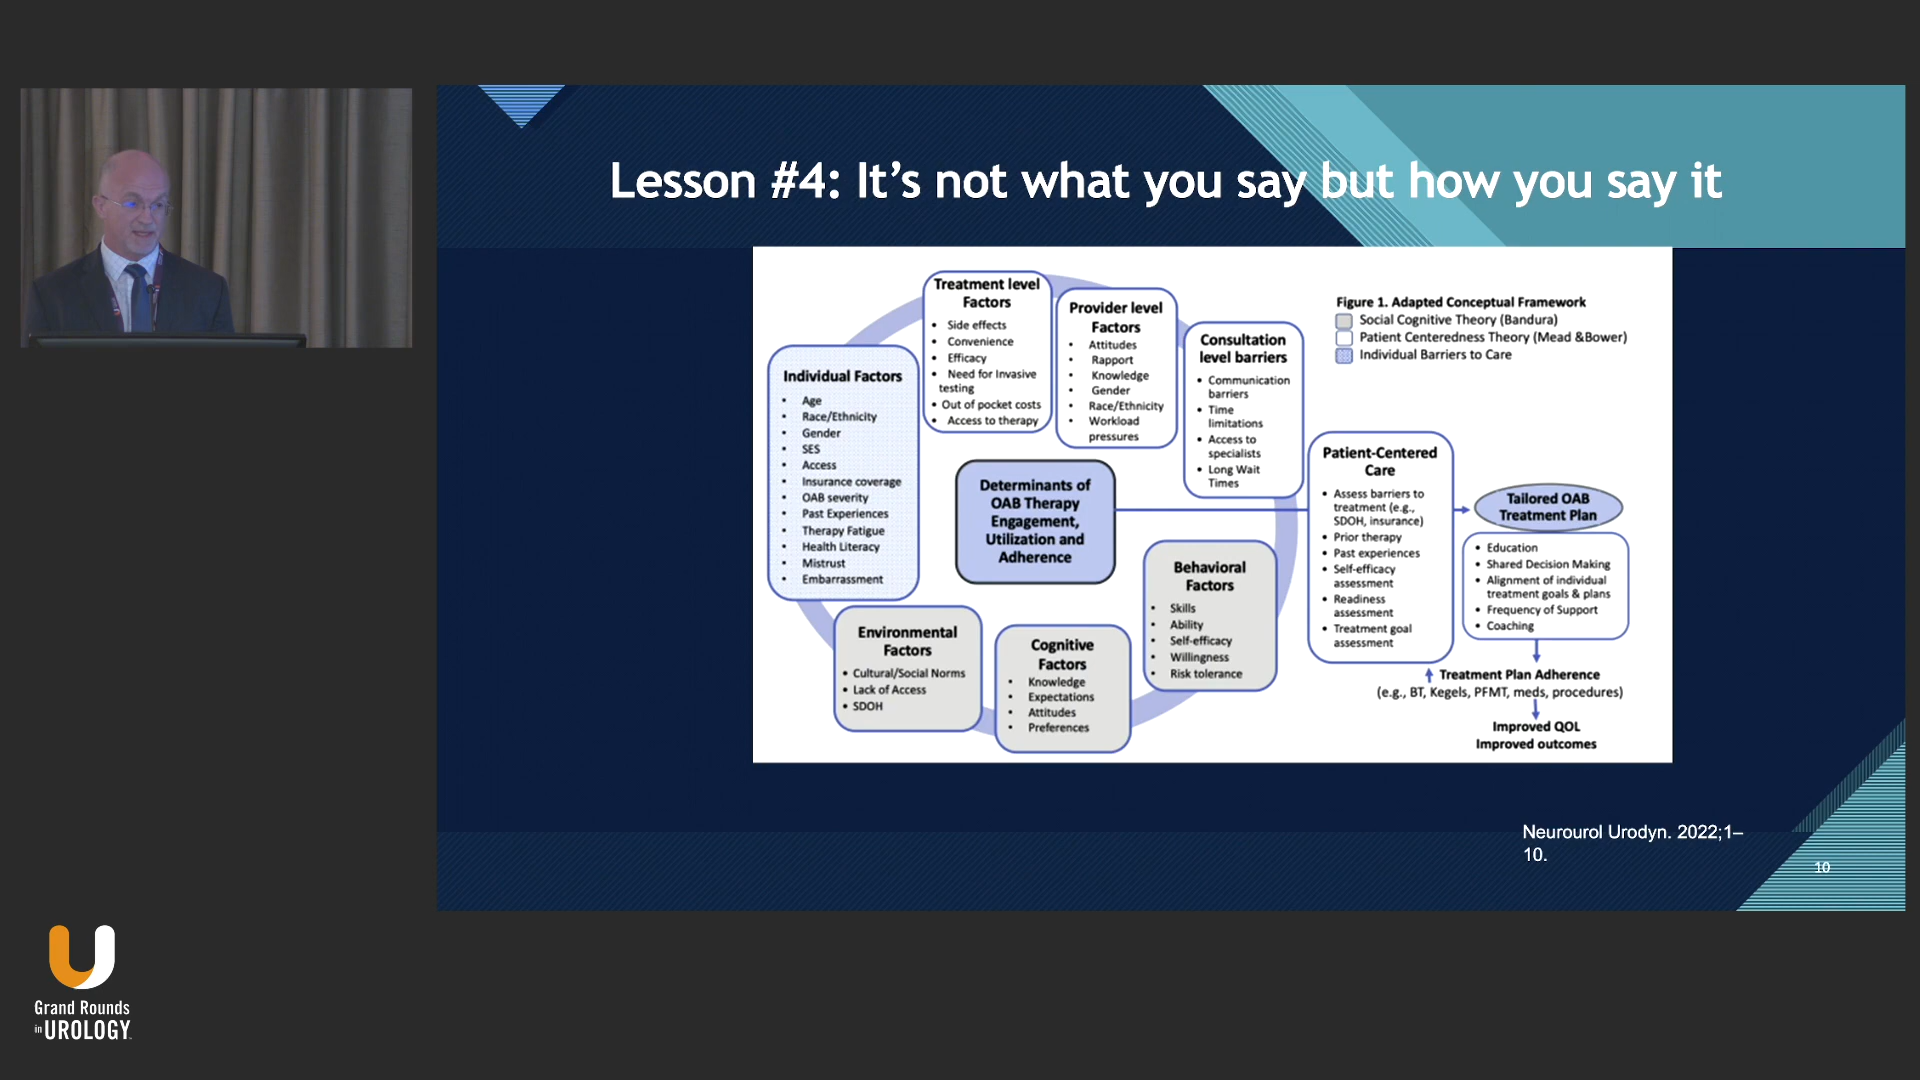 Lesson #4: It's not what you say but how you say it
Treatment level
Factors
• Side effects
• Convenience
• Efficacy
• Need for Invasive
testing
• Out of pocket costs
• Access to therapy
Provider level
Factors
• Attitudes
• Rapport
• Knowledge
• Gender
• Race/Ethnicity
• Workload
pressures
Consultation
level barriers
• Communication
barriers
• Time
limitations
• Access to
specialists
• Long Wait
Times
Figure 1. Adapted Conceptual Framework
Social Cognitive Theory (Bandura)
Patient Centeredness Theory (Mead &Bower)
Individual Barriers to Care
Individual Factors
• Age
• Race/Ethnicity
• Gender
• SES
• Access
• Insurance coverage
• OAB severity
• Past Experiences
• Therapy Fatigue
• Health Literacy
• Mistrust
• Embarrassment
Determinants of
OAB Therapy
Engagement,
Utilization and
Adherence
Patient-Centered
Care
• Assess barriers to
treatment (e.g.,
SDOH, insurance)
• Prior therapy
• Past experiences
• Self-efficacy
assessment
• Readiness
assessment
• Treatment goal
assessment
Tailored OAB
Treatment Plan
• Education
• Shared Decision Making
• Alignment of individual
treatment goals & plans
• Frequency of Support
• Coaching
Behavioral
Factors
• Skills
• Ability
• Self-efficacy
• Willingness
• Risk tolerance
Environmental
Factors
• Cultural/Social Norms
• Lack of Access
• SDOH
Cognitive
Factors
• Knowledge
• Expectations
• Attitudes
• Preferences
Treatment Plan Adherence
(e.g., BT, Kegels, PFMT, meds, procedures)
Improved QOL
Improved outcomes
Neurourol Urodyn. 2022;1–
10.
10
Grand Rounds
in UROLOGY